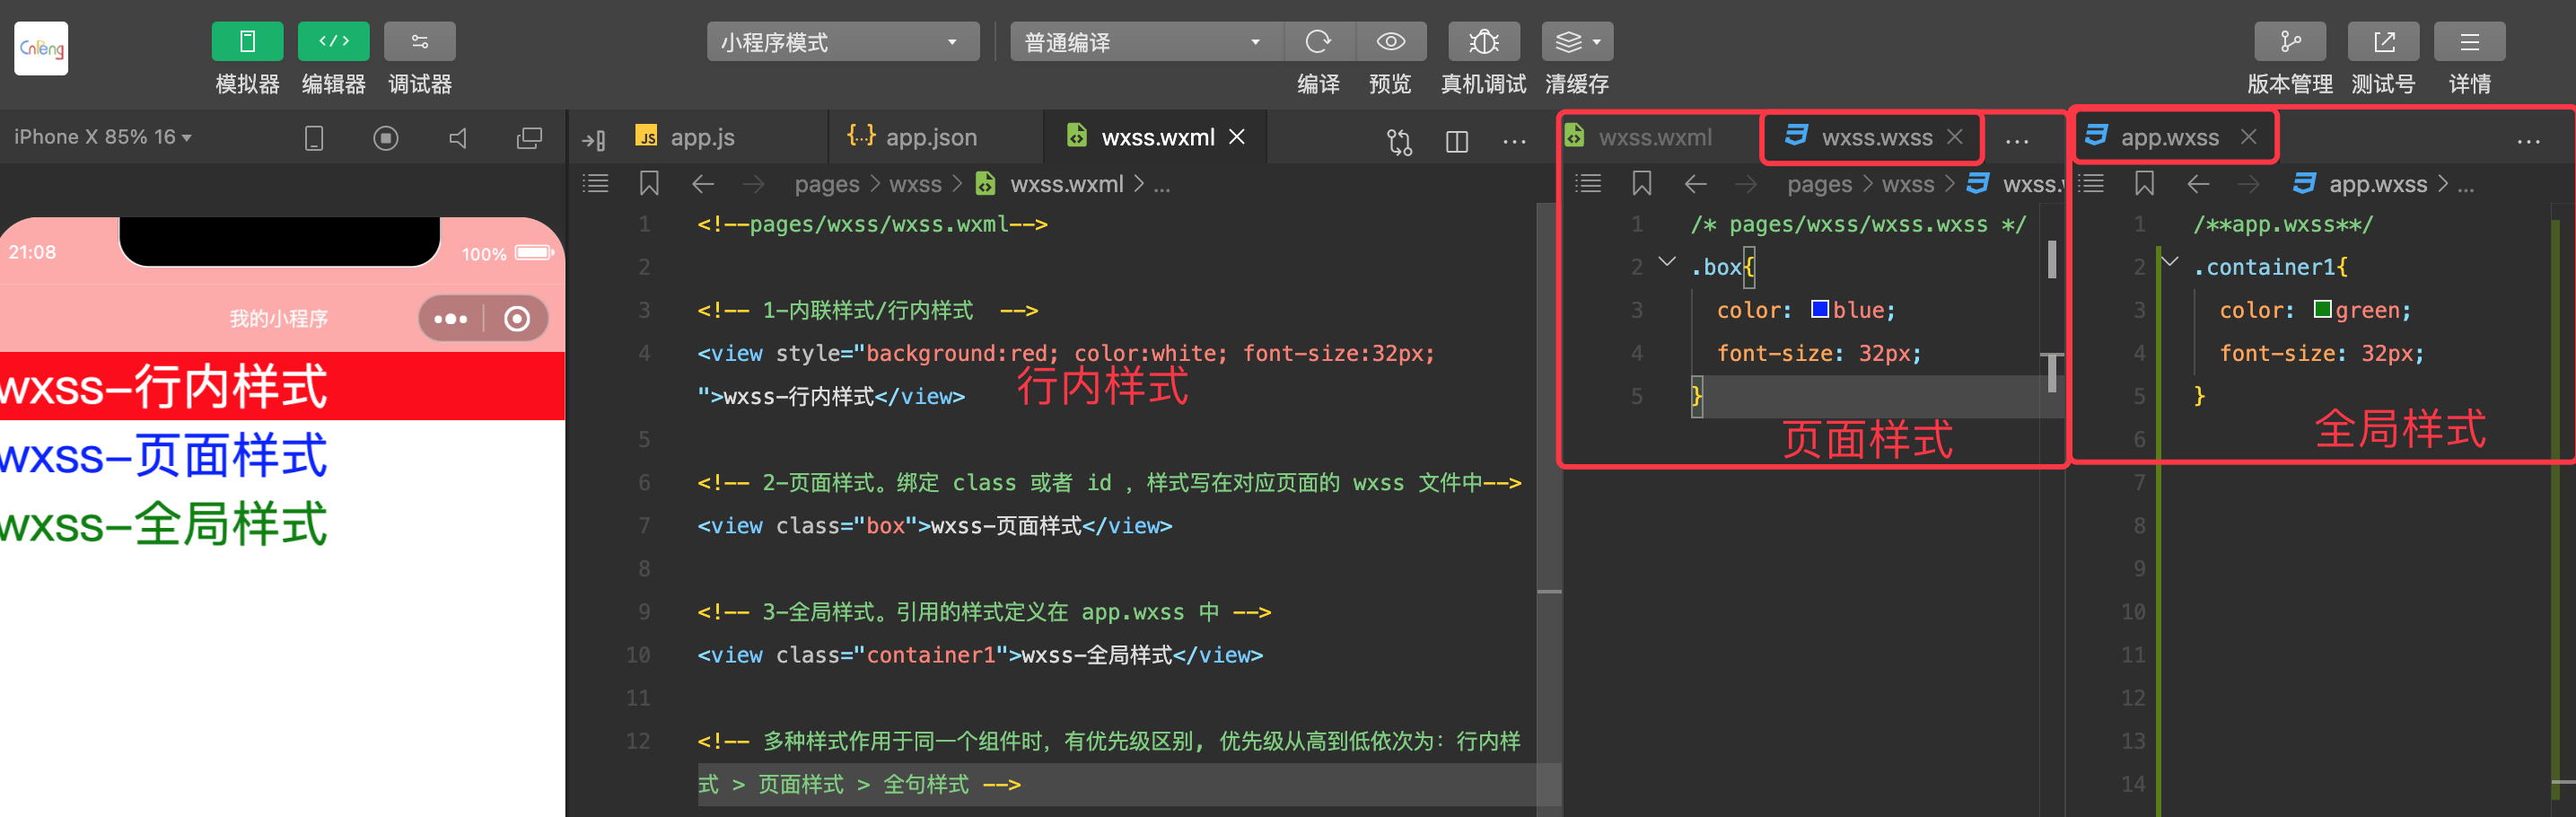 CnPeng
模拟器
编辑器
调试器
小程序模式
普通编译
编译
预览
真机调试
清缓存
版本管理
测试号
详情
iPhone X 85% 16
21:08
100%
我的小程序
wxss-行内样式
wxss-页面样式
wxss-全局样式
JS app.js
{..} app.json
wxss.wxml
pages > wxss > wxss.wxml > ...
1 <!--pages/wxss/wxss.wxml-->
2
3 <!-- 1-内联样式/行内样式 -->
4 <view style="background:red; color:white; font-size:32px;
">wxss-行内样式</view>
行内样式
5
6 <!-- 2-页面样式。绑定 class 或者 id ，样式写在对应页面的 wxss 文件中-->
7 <view class="box">wxss-页面样式</view>
8
9 <!-- 3-全局样式。引用的样式定义在 app.wxss 中 -->
10 <view class="container1">wxss-全局样式</view>
11
12 <!-- 多种样式作用于同一个组件时，有优先级区别，优先级从高到低依次为：行内样
式 > 页面样式 > 全句样式 -->
wxss.wxml
wxss.wxss
pages > wxss > wxss.w
1 /* pages/wxss/wxss.wxss */
2 .box{
3 color: blue;
4 font-size: 32px;
5 }
页面样式
app.wxss
app.wxss > ...
1 /**app.wxss**/
2 .container1{
3 color: green;
4 font-size: 32px;
5 }
全局样式
6
7
8
9
10
11
12
13
14